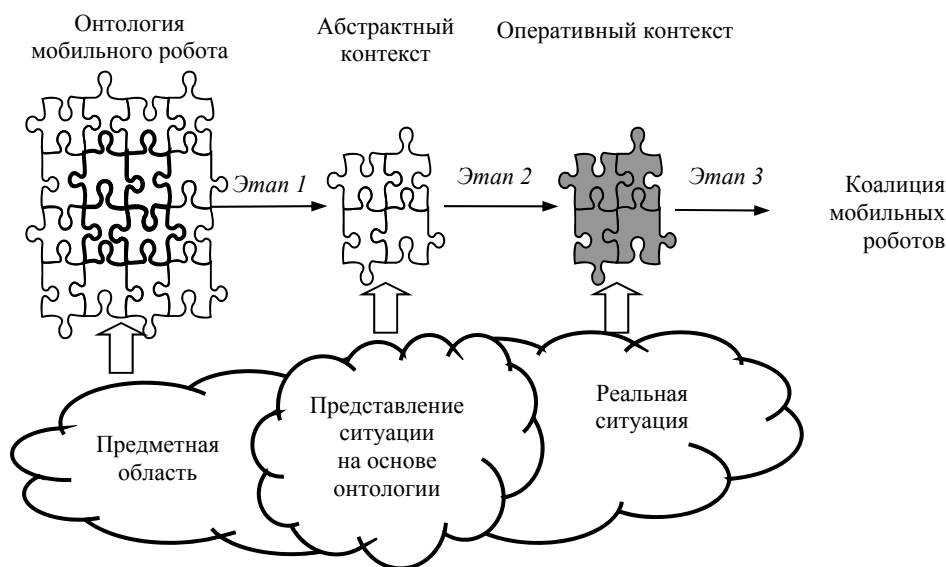 Онтология
мобильного робота
Абстрактный
контекст
Оперативный контекст
Этап 1
Этап 2
Этап 3
Коалиция
мобильных
роботов
Предметная
область
Представление
ситуации
на основе
онтологии
Реальная
ситуация